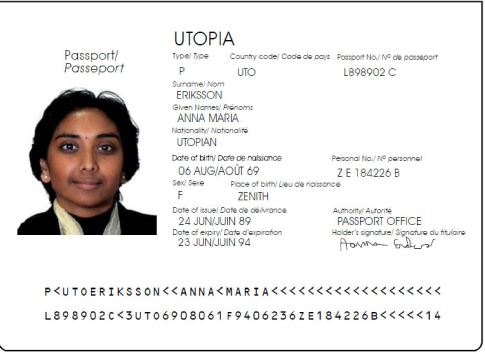 UTOPIA
Passport/
Passeport
Type/ Type Country code/ Code de pays Passport No./ Nº de passeport
P UTO L898902 C
Surname/ Nom
ERIKSSON
Given Names/ Prénoms
ANNA MARIA
Nationality/ Nationalité
UTOPIAN
Date of birth/ Date de naissance Personal No./ Nº personnel
06 AUG/AOÛT 69 Z E 184226 B
Sex/ Sexe Place of birth/ Lieu de naissance
F ZENITH
Date of issue/ Date de délivrance Authority/ Autorité
24 JUN/JUIN 89 PASSPORT OFFICE
Date of expiry/ Date d'expiration Holder's signature/ Signature du titulaire
23 JUN/JUIN 94
P<UTOERIKSSON<<ANNA<MARIA<<<<<<<<<<<<<<<<<<<
L898902C<3UTO6908061F9406236ZE184226B<<<<<14